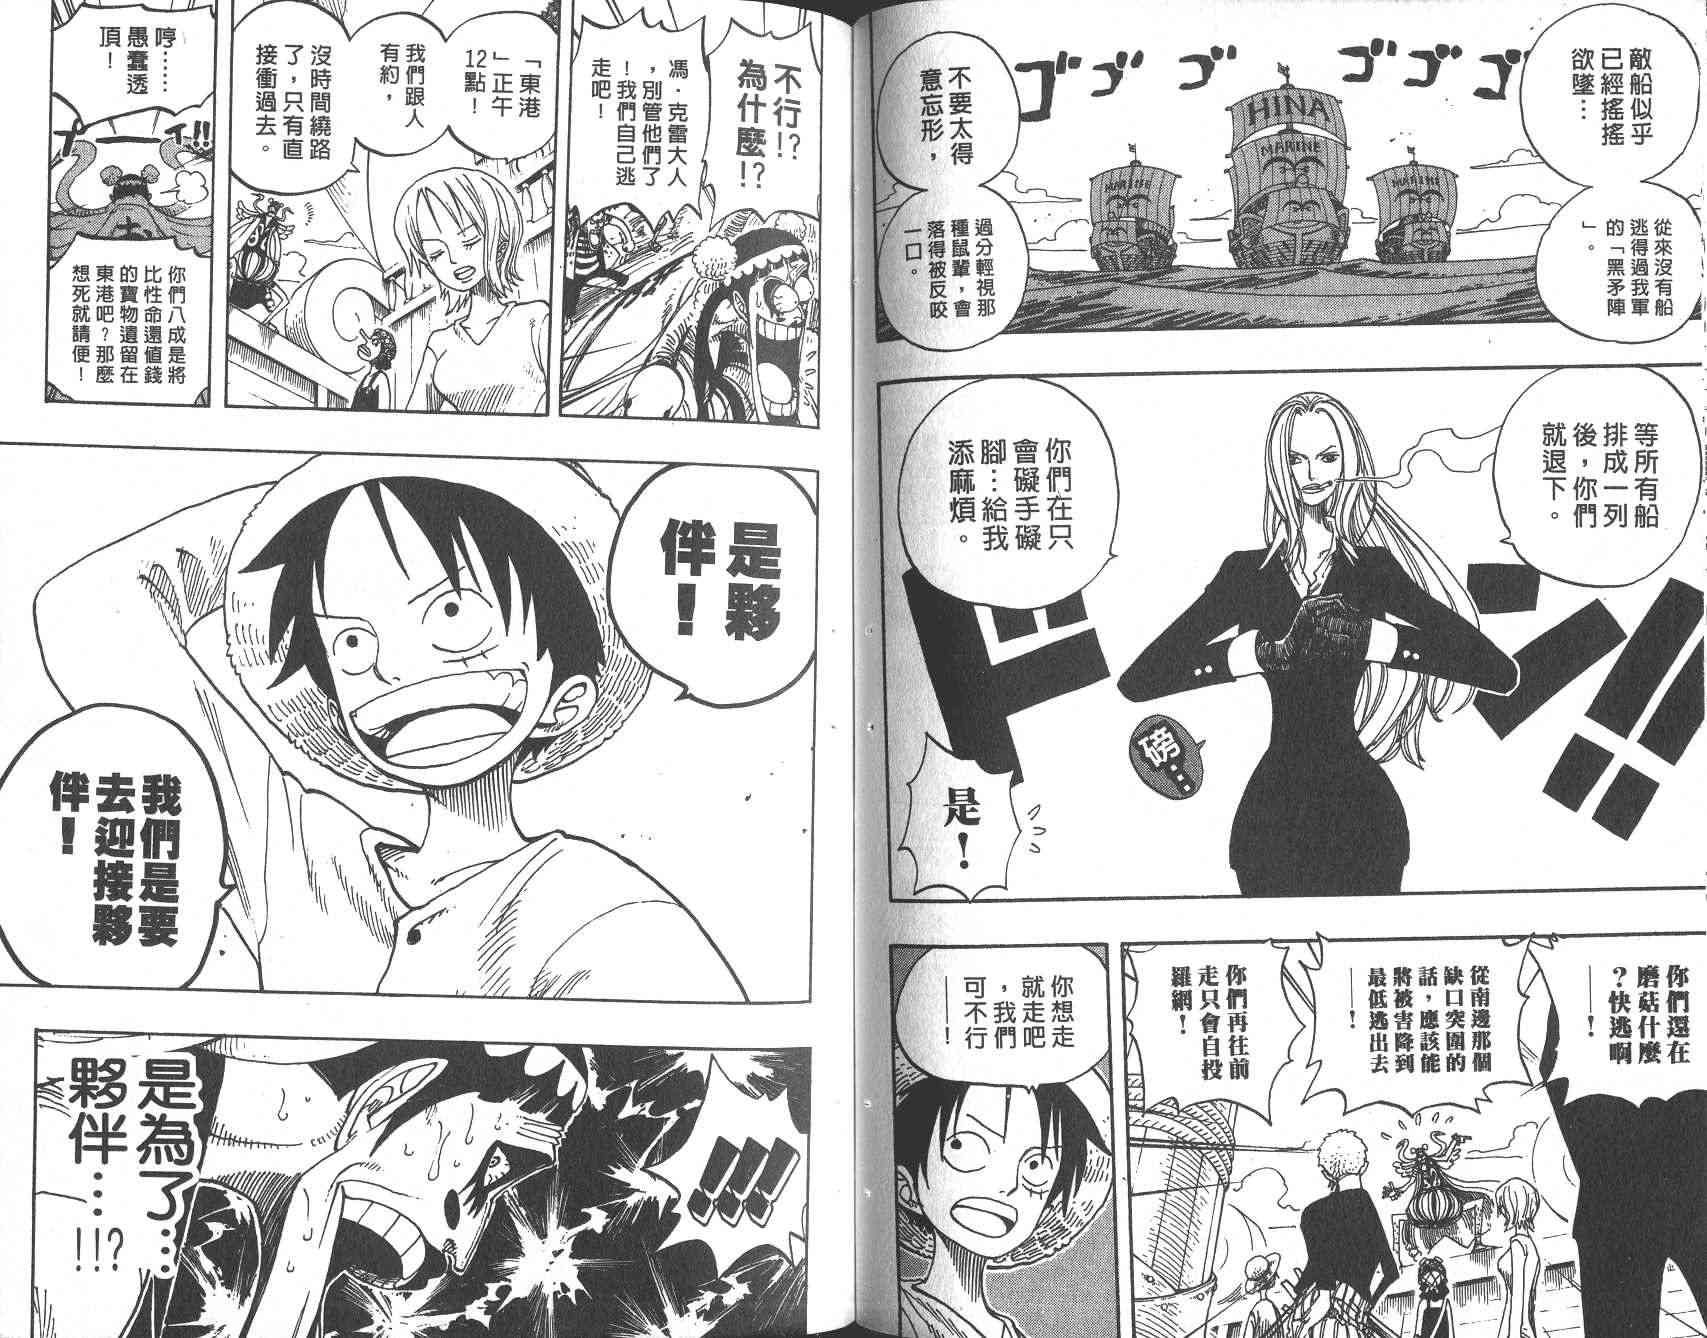 敵船似乎
已經搖搖
欲墜…
從來沒有船
逃得過我軍
的「黑矛陣
」。
ゴゴゴゴゴゴ
HINA
MARINE
MARINE
MARINE
不要太得
意忘形，
過分輕視那
種鼠輩，會
落得被反咬
一口。
等所有船
排成一列
後，你們
就退下。
你們在只
會礙手礙
腳…給我
添麻煩。
ドン!!
磅…
是！
你們還在
磨菇什麼
？快逃啊
——！
從南邊那個
缺口突圍的
話，應該能
將被害降到
最低逃出去
——！
你們再往前
走只會自投
羅網！
你想走
就走吧
，我們
可不行
——！
不行!?
為什麼!?
馮·克雷大人
，別管他們了
！我們自己逃
走吧！
「東港
」正午
12點！
我們跟人
有約，
沒時間繞路
了，只有直
接衝過去。
哼……
愚蠢透
頂！
プイ!!
你們八成是將
比性命還值錢
的寶物遺留在
東港吧？那麼
想死就請便！
是夥
伴！
我們是要
去迎接夥
伴！
!!!!
是為了…
夥伴…!!?